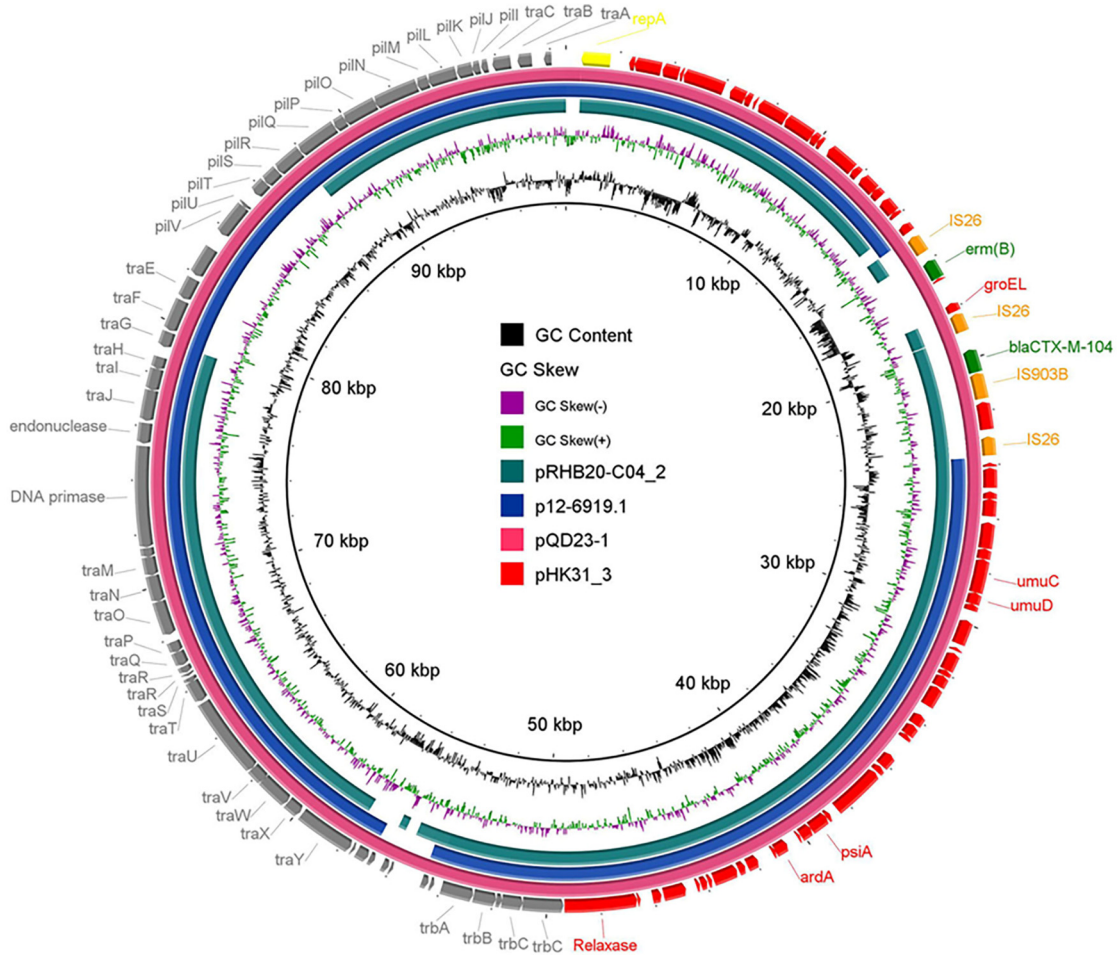 repA
IS26
erm(B)
groEL
IS26
blaCTX-M-104
IS903B
IS26
umuC
umuD
psiA
ardA
Relaxase
trbC
trbC
trbB
trbA
traY
traX
traW
traV
traU
traT
traS
traR
traR
traQ
traP
traO
traN
traM
DNA primase
endonuclease
traJ
traI
traH
traG
traF
traE
pilV
pilU
pilT
pilS
pilR
pilQ
pilP
pilO
pilN
pilM
pilL
pilK
pilJ
pilI
traC
traB
traA
10 kbp
20 kbp
30 kbp
40 kbp
50 kbp
60 kbp
70 kbp
80 kbp
90 kbp
GC Content
GC Skew
GC Skew(-)
GC Skew(+)
pRHB20-C04_2
p12-6919.1
pQD23-1
pHK31_3